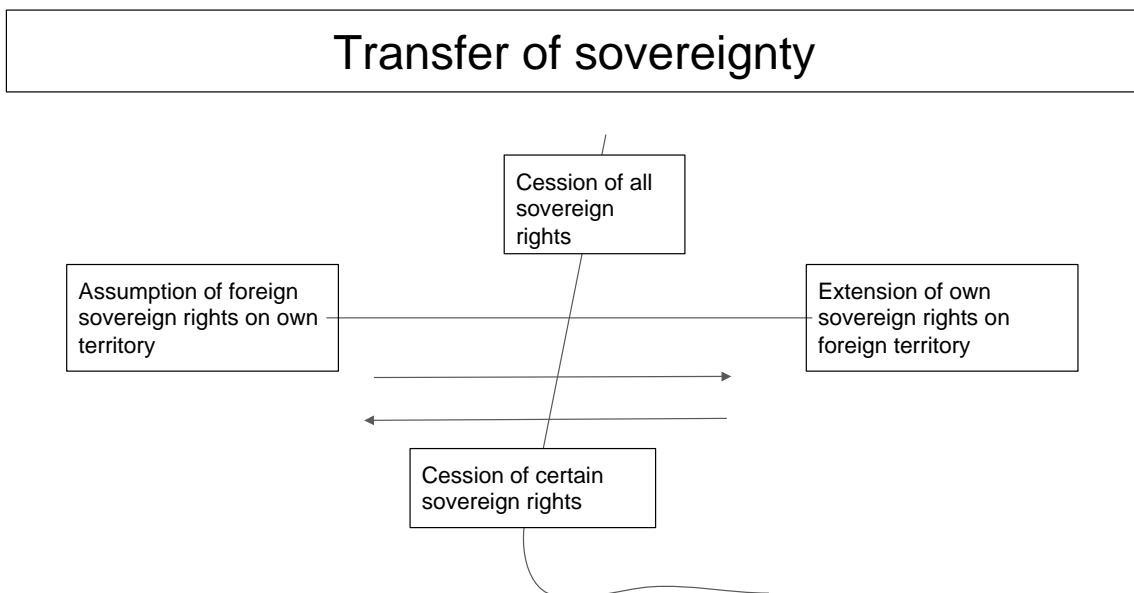 Transfer of sovereignty
Cession of all
sovereign
rights
Assumption of foreign
sovereign rights on own
territory
Extension of own
sovereign rights on
foreign territory
Cession of certain
sovereign rights